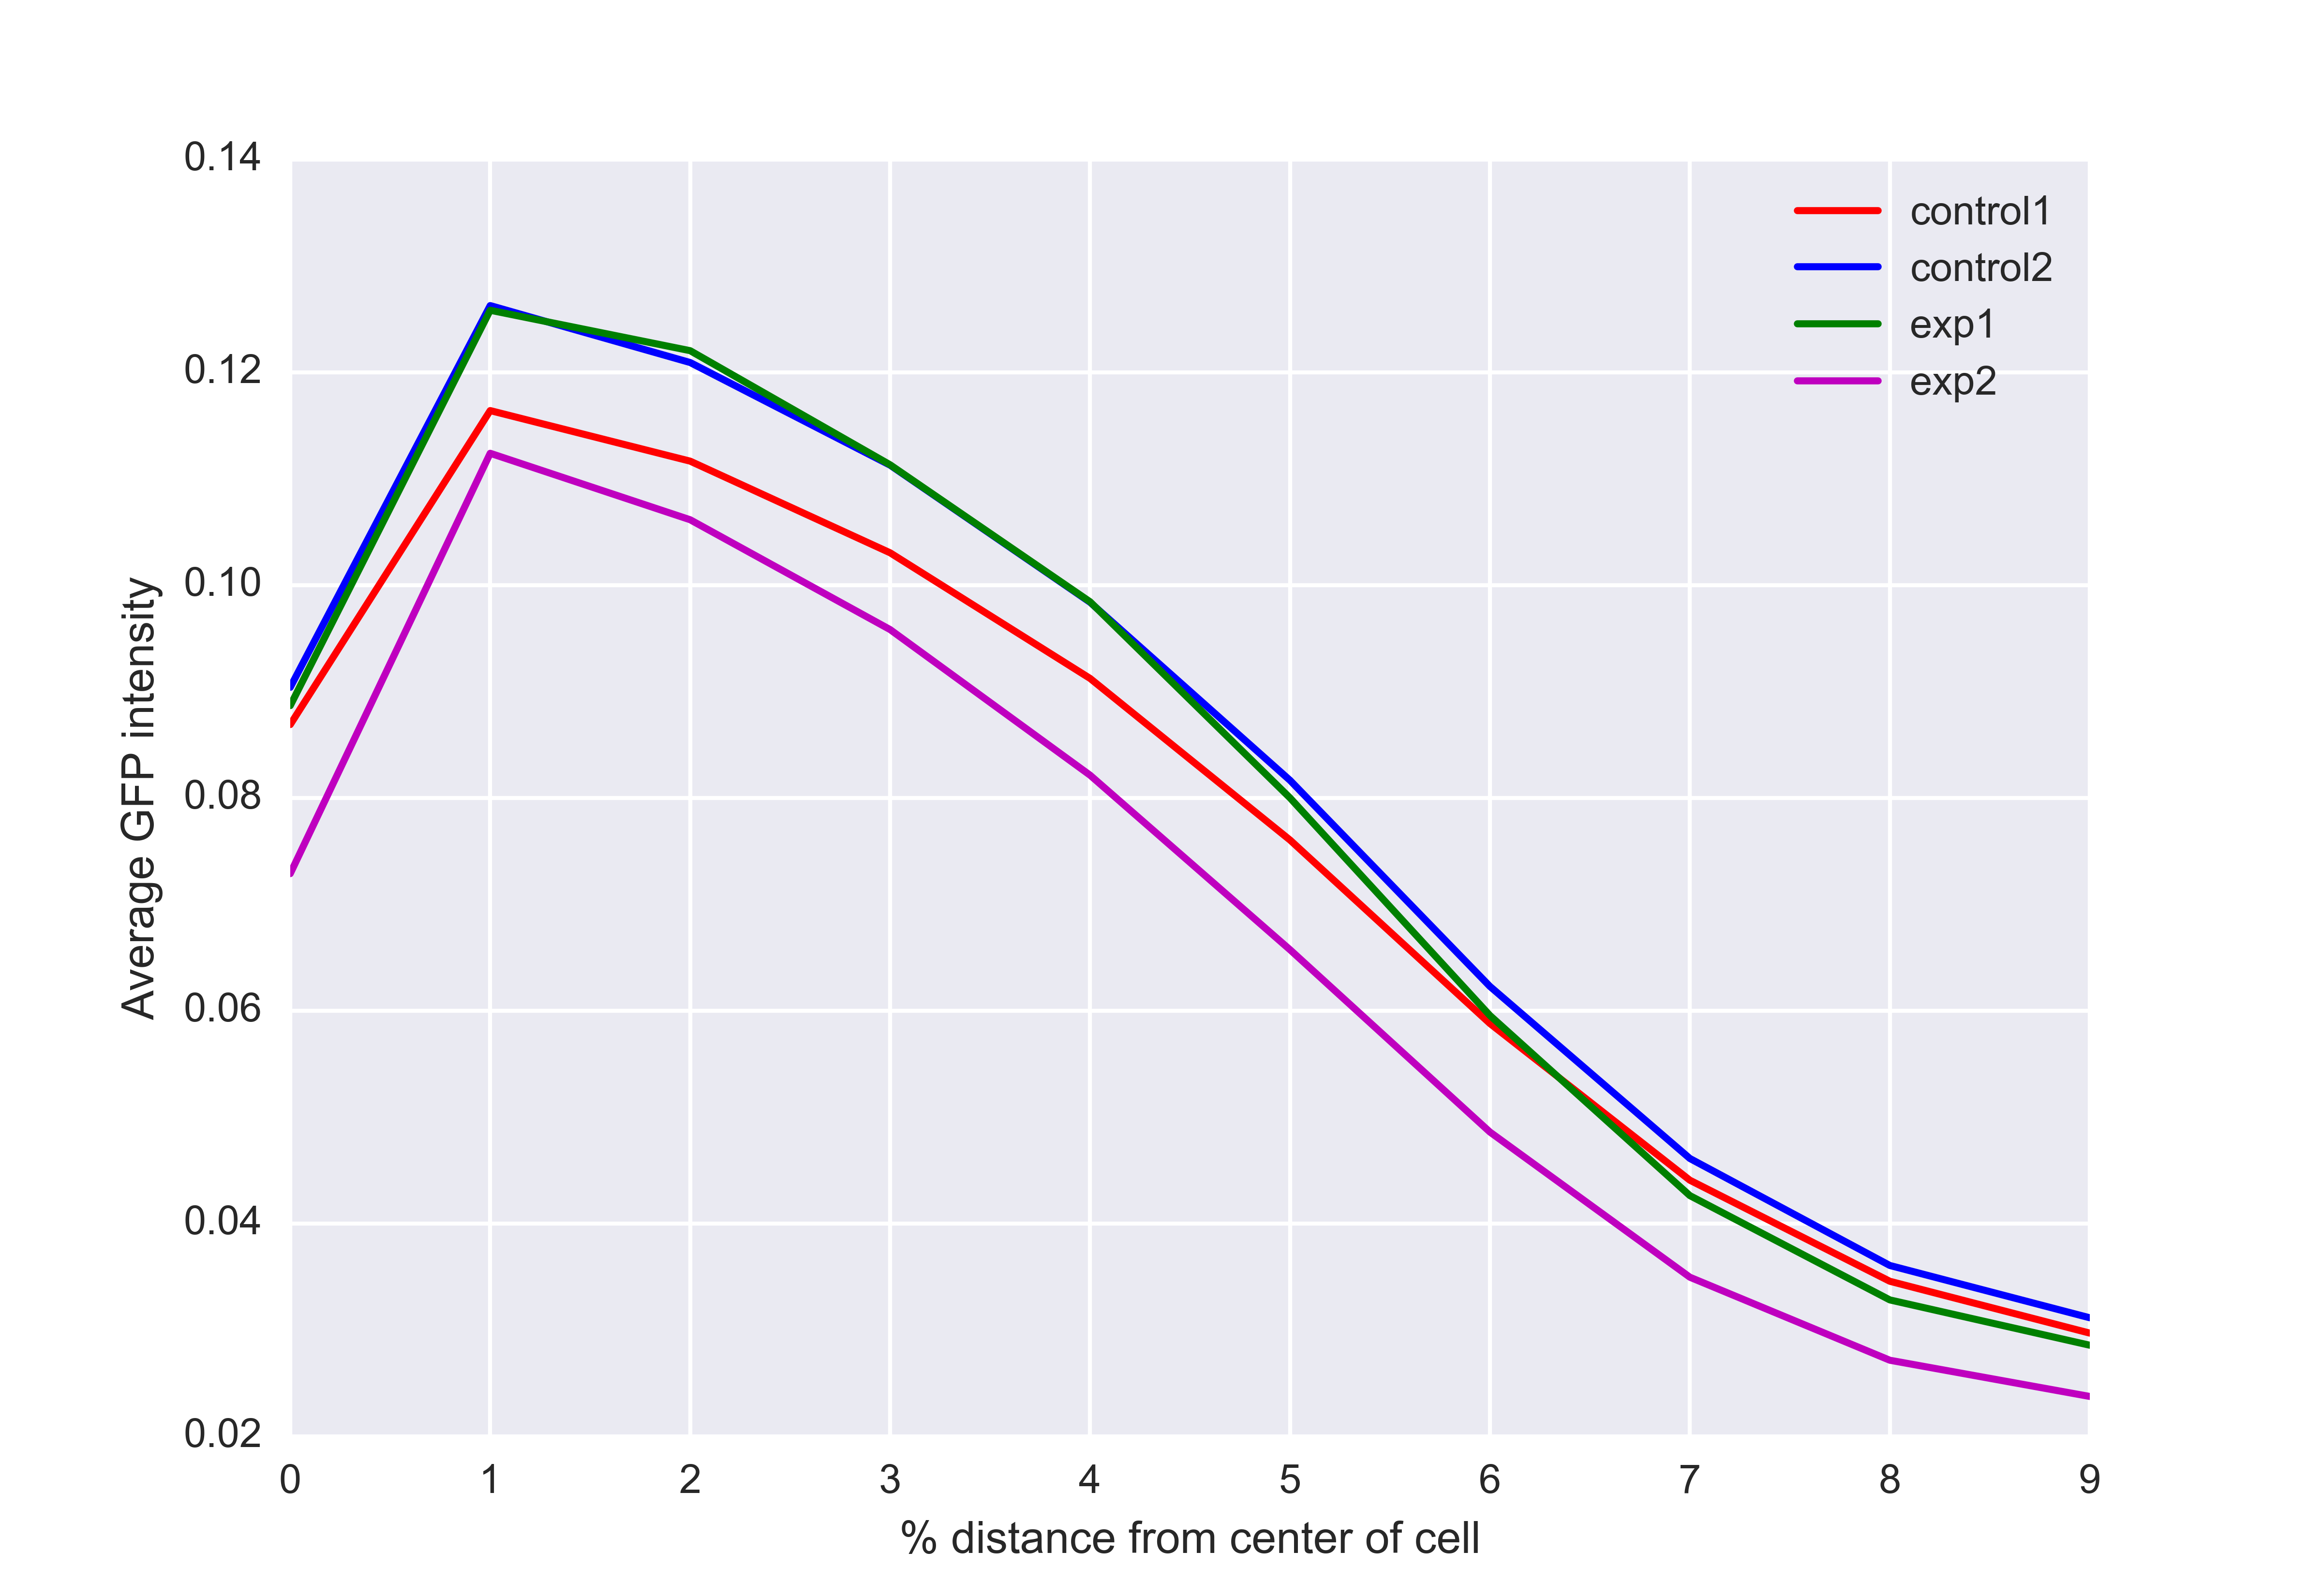 0.14
0.12
0.10
0.08
0.06
0.04
0.02
Average GFP intensity
control1
control2
exp1
exp2
0 1 2 3 4 5 6 7 8 9
% distance from center of cell